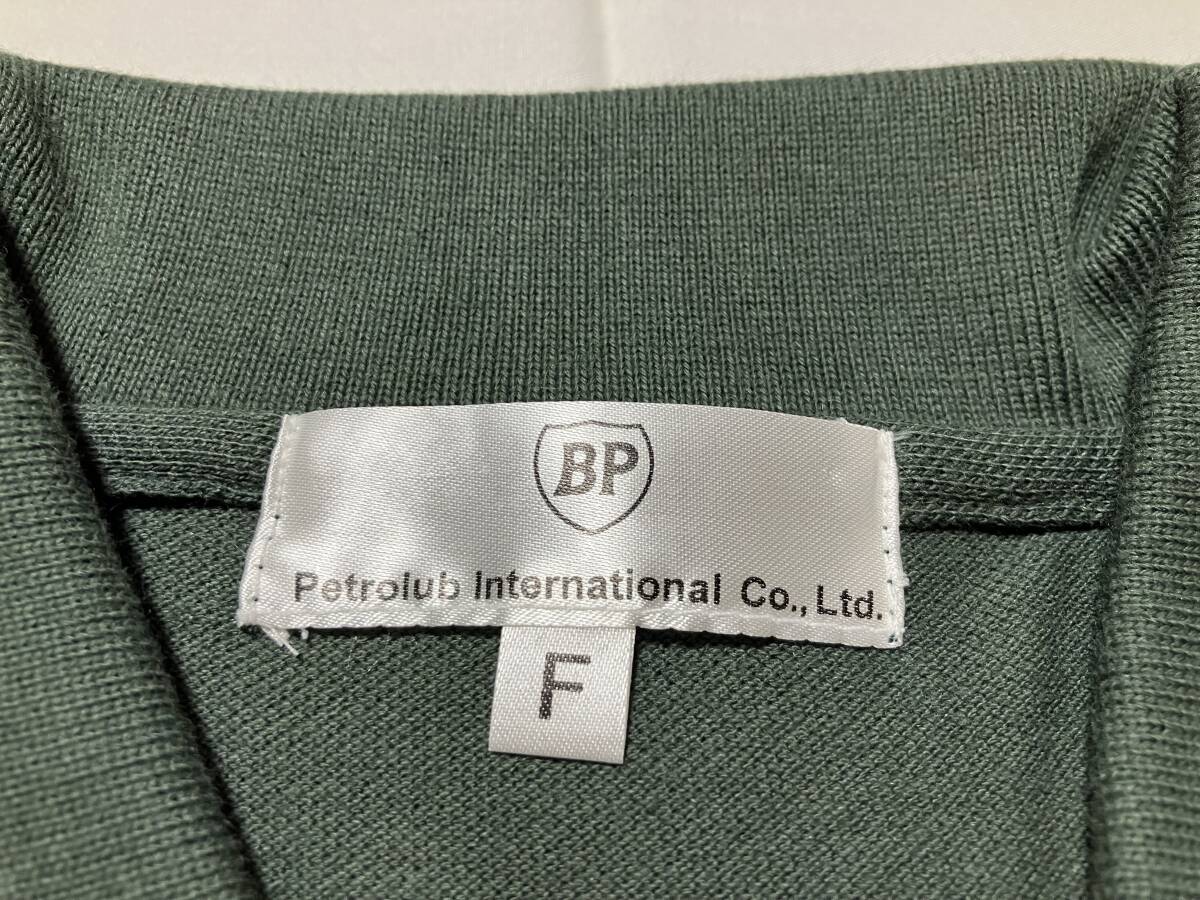 BP
Petrolub International Co., Ltd.
F